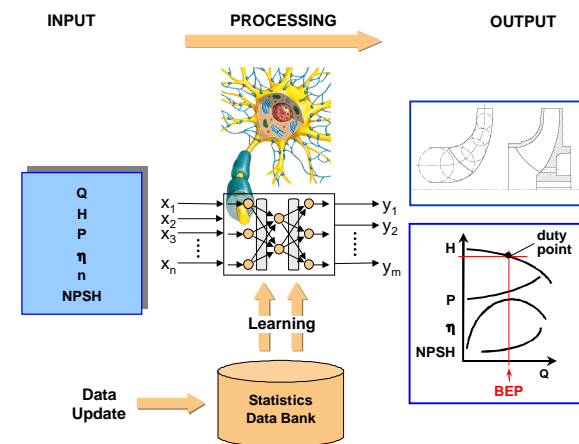 INPUT
PROCESSING
OUTPUT
Q
H
P
η
n
NPSH
x1
x2
x3
xn
y1
y2
ym
Learning
Data
Update
Statistics
Data Bank
H
duty
point
P
η
NPSH
Q
BEP